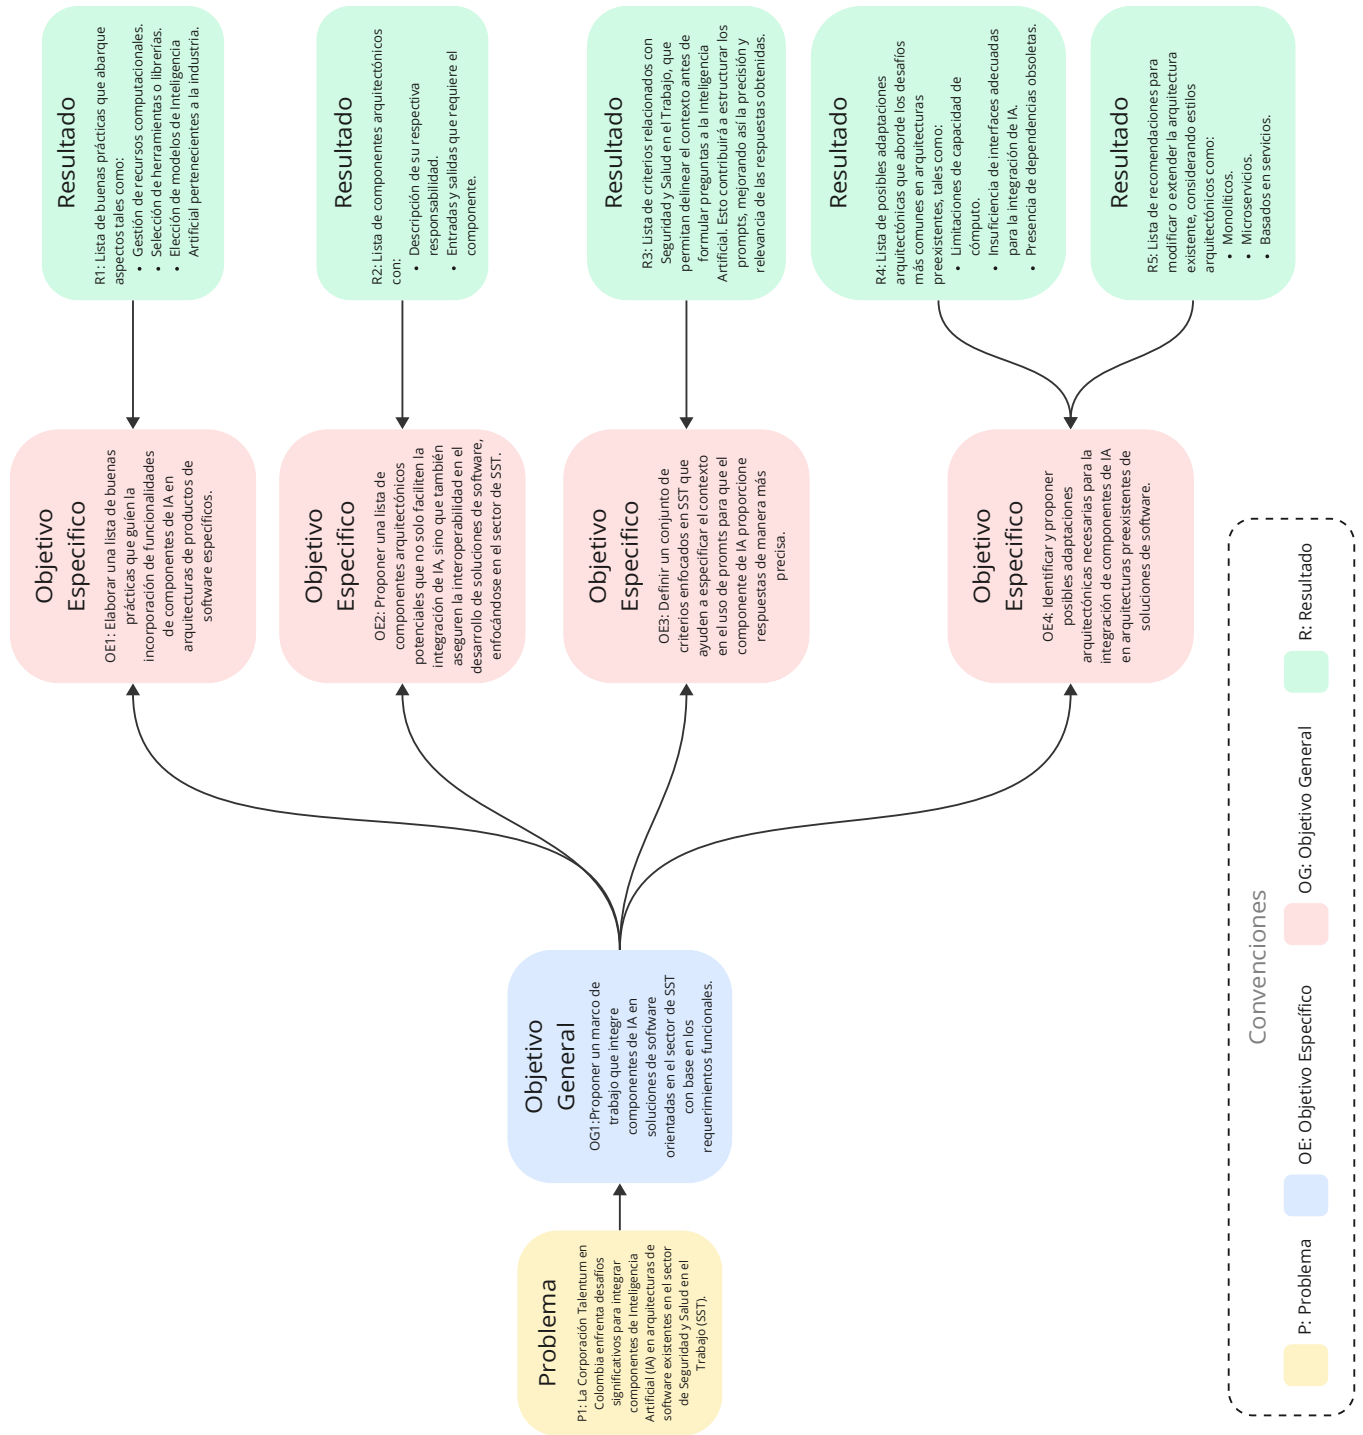 Problema
P1: La Corporación Talentum en
Colombia enfrenta desafíos
significativos para integrar
componentes de Inteligencia
Artificial (IA) en arquitecturas de
software existentes en el sector
de Seguridad y Salud en el
Trabajo (SST).
Objetivo
General
OG1:Proponer un marco de
trabajo que integre
componentes de IA en
soluciones de software
orientadas en el sector de SST
con base en los
requerimientos funcionales.
Objetivo
Específico
OE1: Elaborar una lista de buenas
prácticas que guíen la
incorporación de funcionalidades
de componentes de IA en
arquitecturas de productos de
software específicos.
Objetivo
Específico
OE2: Proponer una lista de
componentes arquitectónicos
potenciales que no solo faciliten la
integración de IA, sino que también
aseguren la interoperabilidad en el
desarrollo de soluciones de software,
enfocándose en el sector de SST.
Objetivo
Específico
OE3: Definir un conjunto de
criterios enfocados en SST que
ayuden a especificar el contexto
en el uso de promts para que el
componente de IA proporcione
respuestas de manera más
precisa.
Objetivo
Específico
OE4: Identificar y proponer
posibles adaptaciones
arquitectónicas necesarias para la
integración de componentes de IA
en arquitecturas preexistentes de
soluciones de software.
Resultado
R1: Lista de buenas prácticas que abarque
aspectos tales como:
• Gestión de recursos computacionales.
• Selección de herramientas o librerías.
• Elección de modelos de Inteligencia
Artificial pertenecientes a la industria.
Resultado
R2: Lista de componentes arquitectónicos
con:
• Descripción de su respectiva
responsabilidad.
• Entradas y salidas que requiere el
componente.
Resultado
R3: Lista de criterios relacionados con
Seguridad y Salud en el Trabajo, que
permitan delinear el contexto antes de
formular preguntas a la Inteligencia
Artificial. Esto contribuirá a estructurar los
prompts, mejorando así la precisión y
relevancia de las respuestas obtenidas.
Resultado
R4: Lista de posibles adaptaciones
arquitectónicas que aborde los desafíos
más comunes en arquitecturas
preexistentes, tales como:
• Limitaciones de capacidad de
cómputo.
• Insuficiencia de interfaces adecuadas
para la integración de IA.
• Presencia de dependencias obsoletas.
Resultado
R5: Lista de recomendaciones para
modificar o extender la arquitectura
existente, considerando estilos
arquitectónicos como:
• Monolíticos.
• Microservicios.
• Basados en servicios.
Convenciones
P: Problema
OE: Objetivo Específico
OG: Objetivo General
R: Resultado